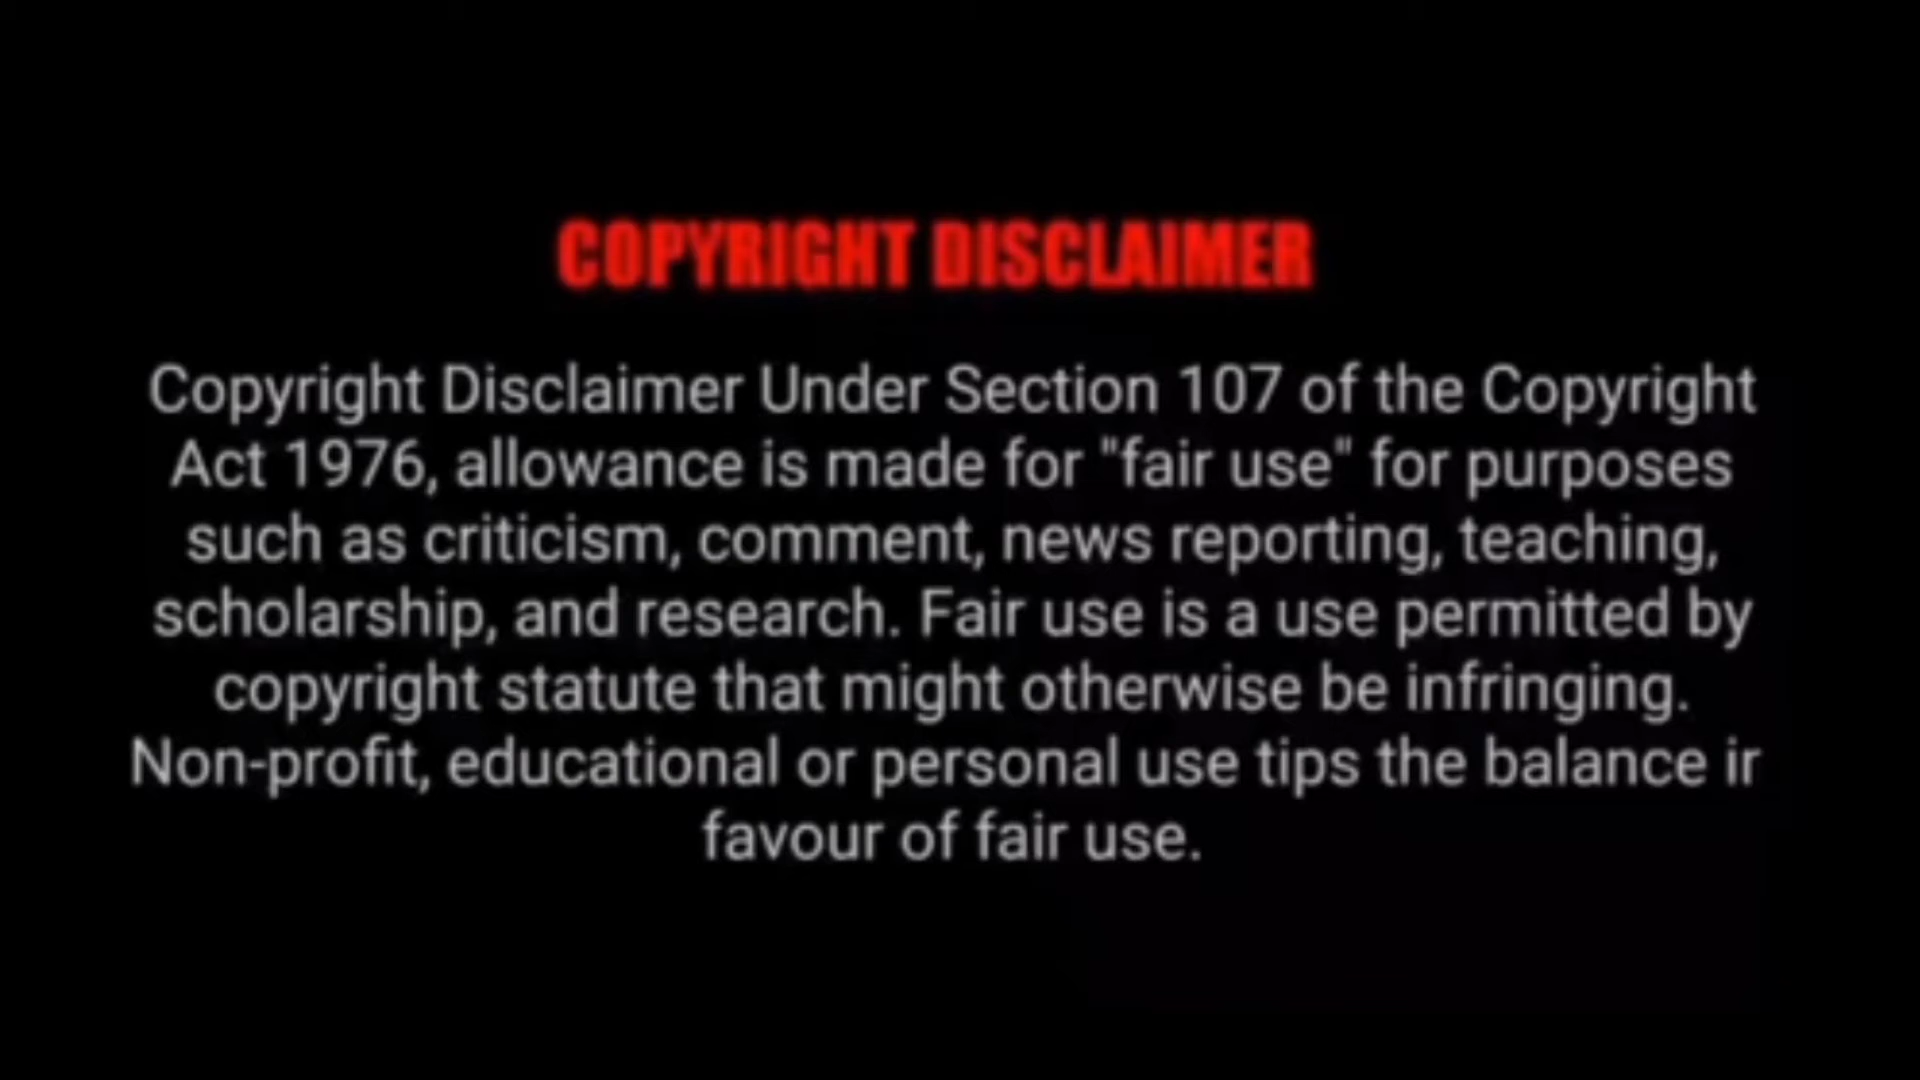 COPYRIGHT DISCLAIMER
Copyright Disclaimer Under Section 107 of the Copyright
Act 1976, allowance is made for "fair use" for purposes
such as criticism, comment, news reporting, teaching,
scholarship, and research. Fair use is a use permitted by
copyright statute that might otherwise be infringing.
Non-profit, educational or personal use tips the balance ir
favour of fair use.